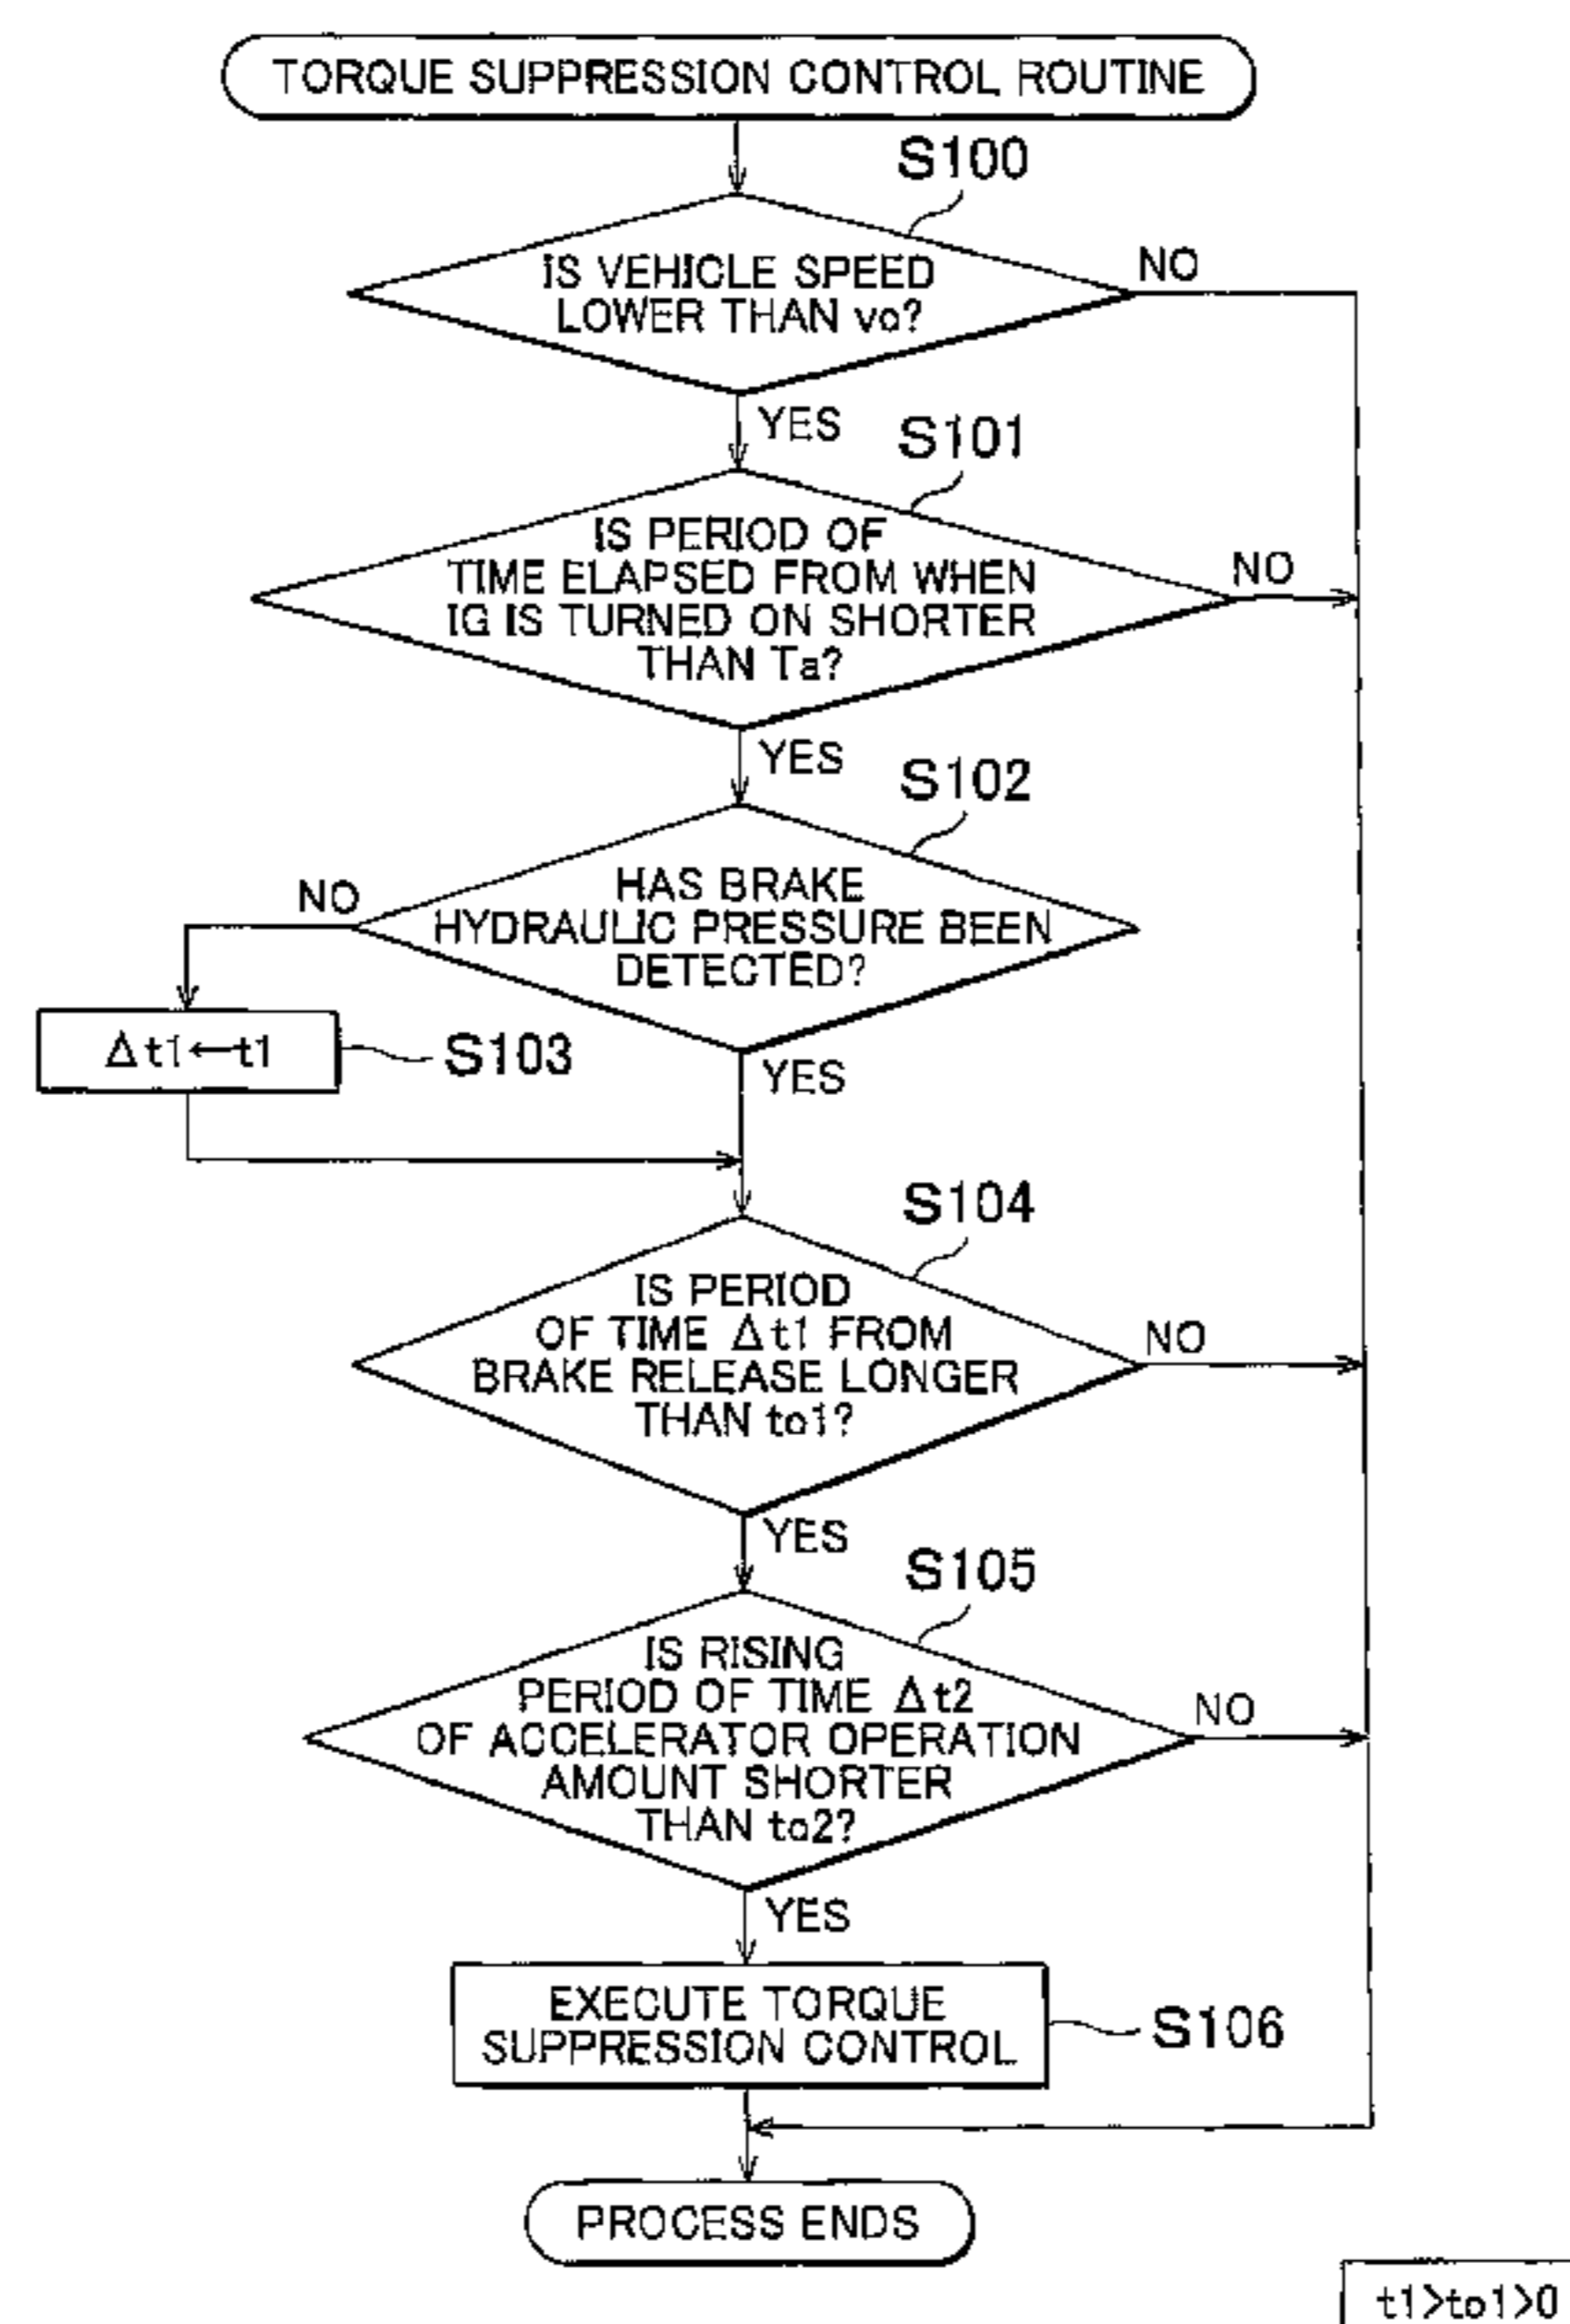 TORQUE SUPPRESSION CONTROL ROUTINE
S100
IS VEHICLE SPEED
LOWER THAN vo?
NO
YES
S101
IS PERIOD OF
TIME ELAPSED FROM WHEN
IG IS TURNED ON SHORTER
THAN Ta?
NO
YES
S102
HAS BRAKE
HYDRAULIC PRESSURE BEEN
DETECTED?
NO
YES
Δt1←t1
S103
S104
IS PERIOD
OF TIME Δt1 FROM
BRAKE RELEASE LONGER
THAN to1?
NO
YES
S105
IS RISING
PERIOD OF TIME Δt2
OF ACCELERATOR OPERATION
AMOUNT SHORTER
THAN to2?
NO
YES
EXECUTE TORQUE
SUPPRESSION CONTROL
S106
PROCESS ENDS
t1>to1>0